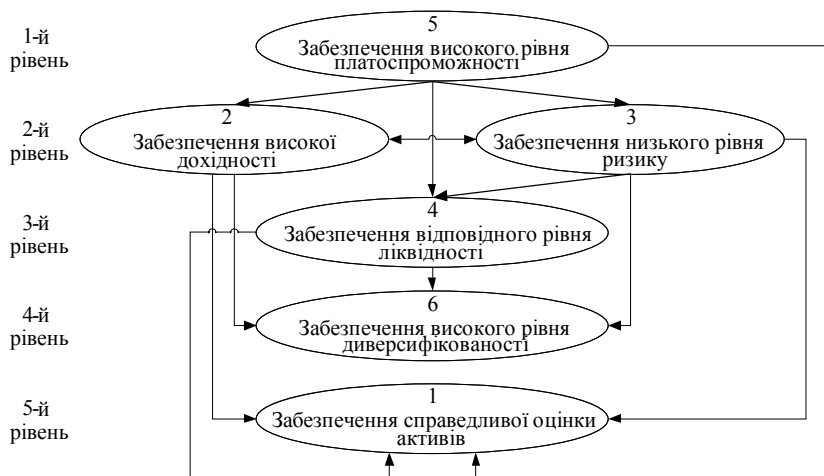 1-й
рівень
5
Забезпечення високого рівня
платоспроможності
2-й
рівень
2
Забезпечення високої
дохідності
3
Забезпечення низького рівня
ризику
3-й
рівень
4
Забезпечення відповідного рівня
ліквідності
4-й
рівень
6
Забезпечення високого рівня
диверсифікованості
5-й
рівень
1
Забезпечення справедливої оцінки
активів